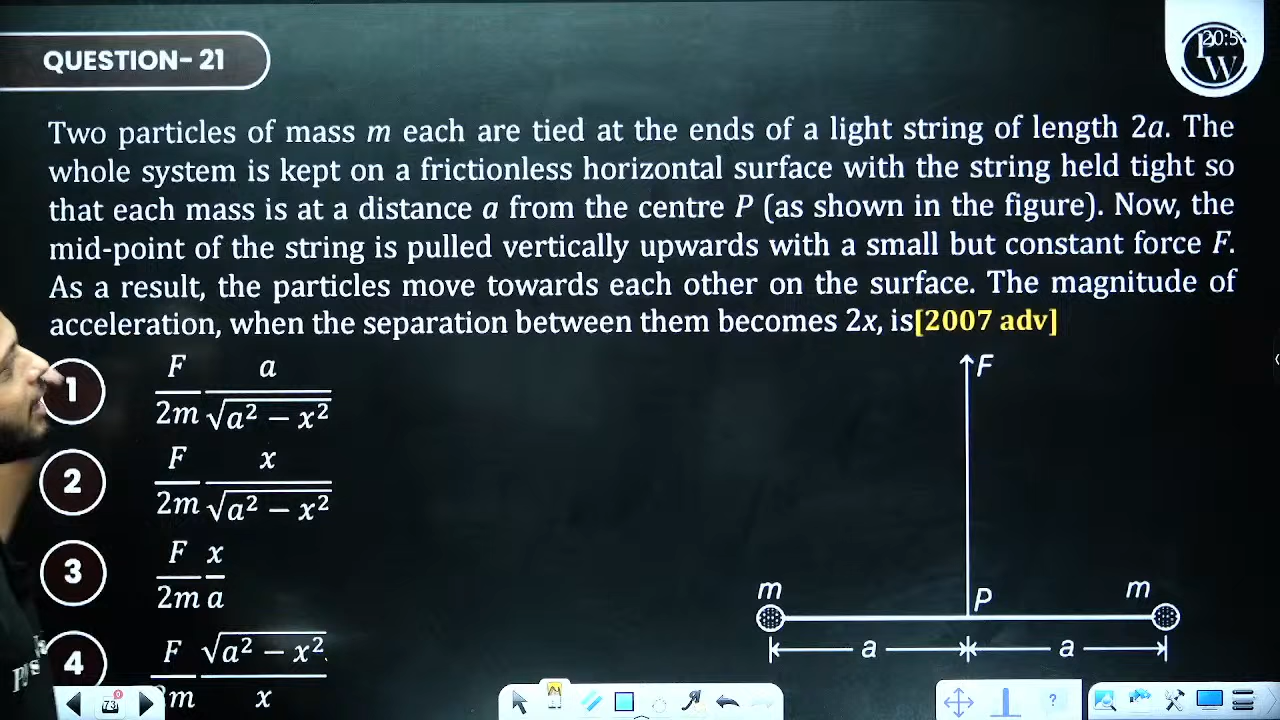 QUESTION- 21
20:5
PW
Two particles of mass m each are tied at the ends of a light string of length 2a. The
whole system is kept on a frictionless horizontal surface with the string held tight so
that each mass is at a distance a from the centre P (as shown in the figure). Now, the
mid-point of the string is pulled vertically upwards with a small but constant force F.
As a result, the particles move towards each other on the surface. The magnitude of
acceleration, when the separation between them becomes 2x, is[2007 adv]
1
F a
2m √a² − x²
2
F x
2m √a² − x²
3
F x
2m a
4
F √a² − x²
m x
F
m
P
m
a
a
73
0
?